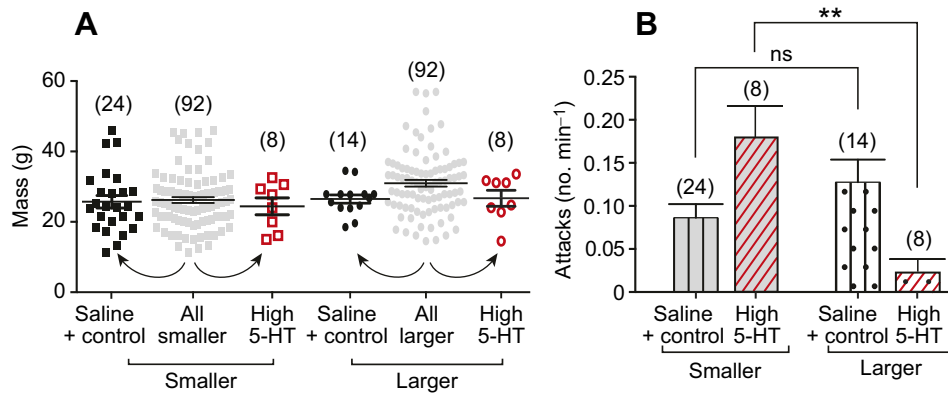 A
Mass (g)
60
40
20
0
(24)
(92)
(8)
(14)
(92)
(8)
Saline + control
All smaller
High 5-HT
Saline + control
All larger
High 5-HT
Smaller
Larger
B
Attacks (no. min–1)
0.25
0.20
0.15
0.10
0.05
0
**
ns
(24)
(8)
(14)
(8)
Saline + control
High 5-HT
Saline + control
High 5-HT
Smaller
Larger